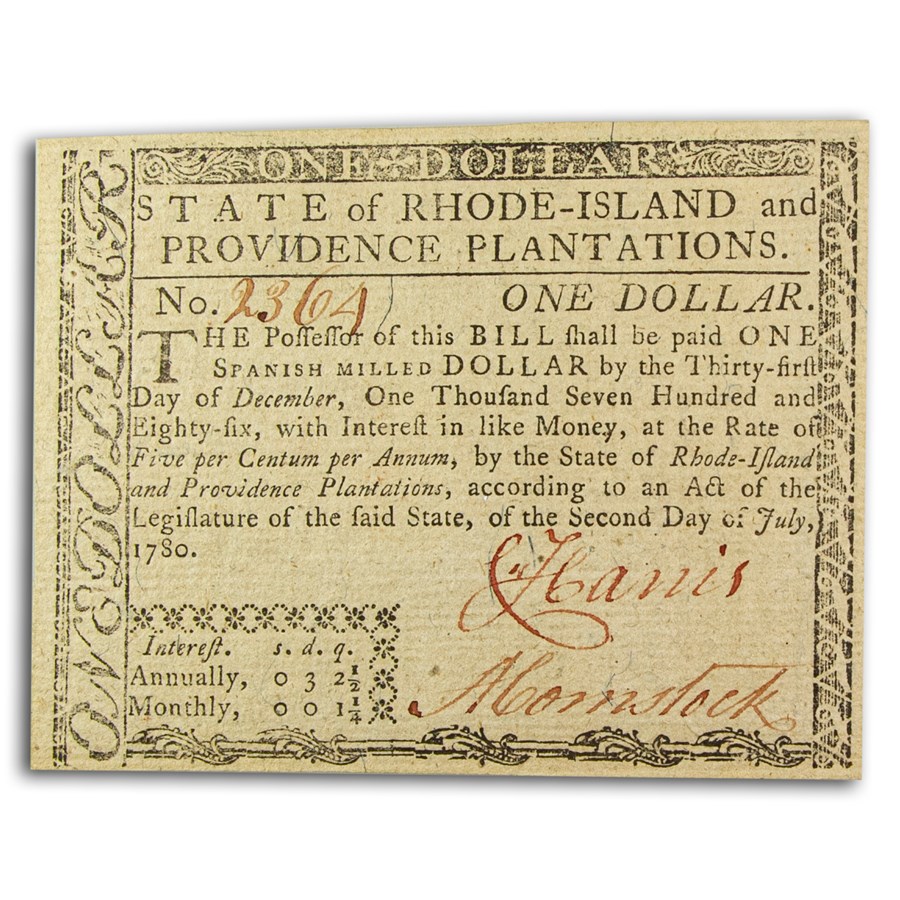 ONE DOLLAR
ONE DOLLAR
STATE of RHODE-ISLAND and
PROVIDENCE PLANTATIONS.
No. 2364 ONE DOLLAR.
THE Poſſeſſor of this BILL ſhall be paid ONE
SPANISH MILLED DOLLAR by the Thirty-firſt
Day of December, One Thouſand Seven Hundred and
Eighty-ſix, with Intereſt in like Money, at the Rate of
Five per Centum per Annum, by the State of Rhode-Iſland
and Providence Plantations, according to an Act of the
Legiſlature of the ſaid State, of the Second Day of July,
1780.
Harris
Intereſt. s. d. q.
Annually, 0 3 2½
Monthly, 0 0 1¼
AComstock